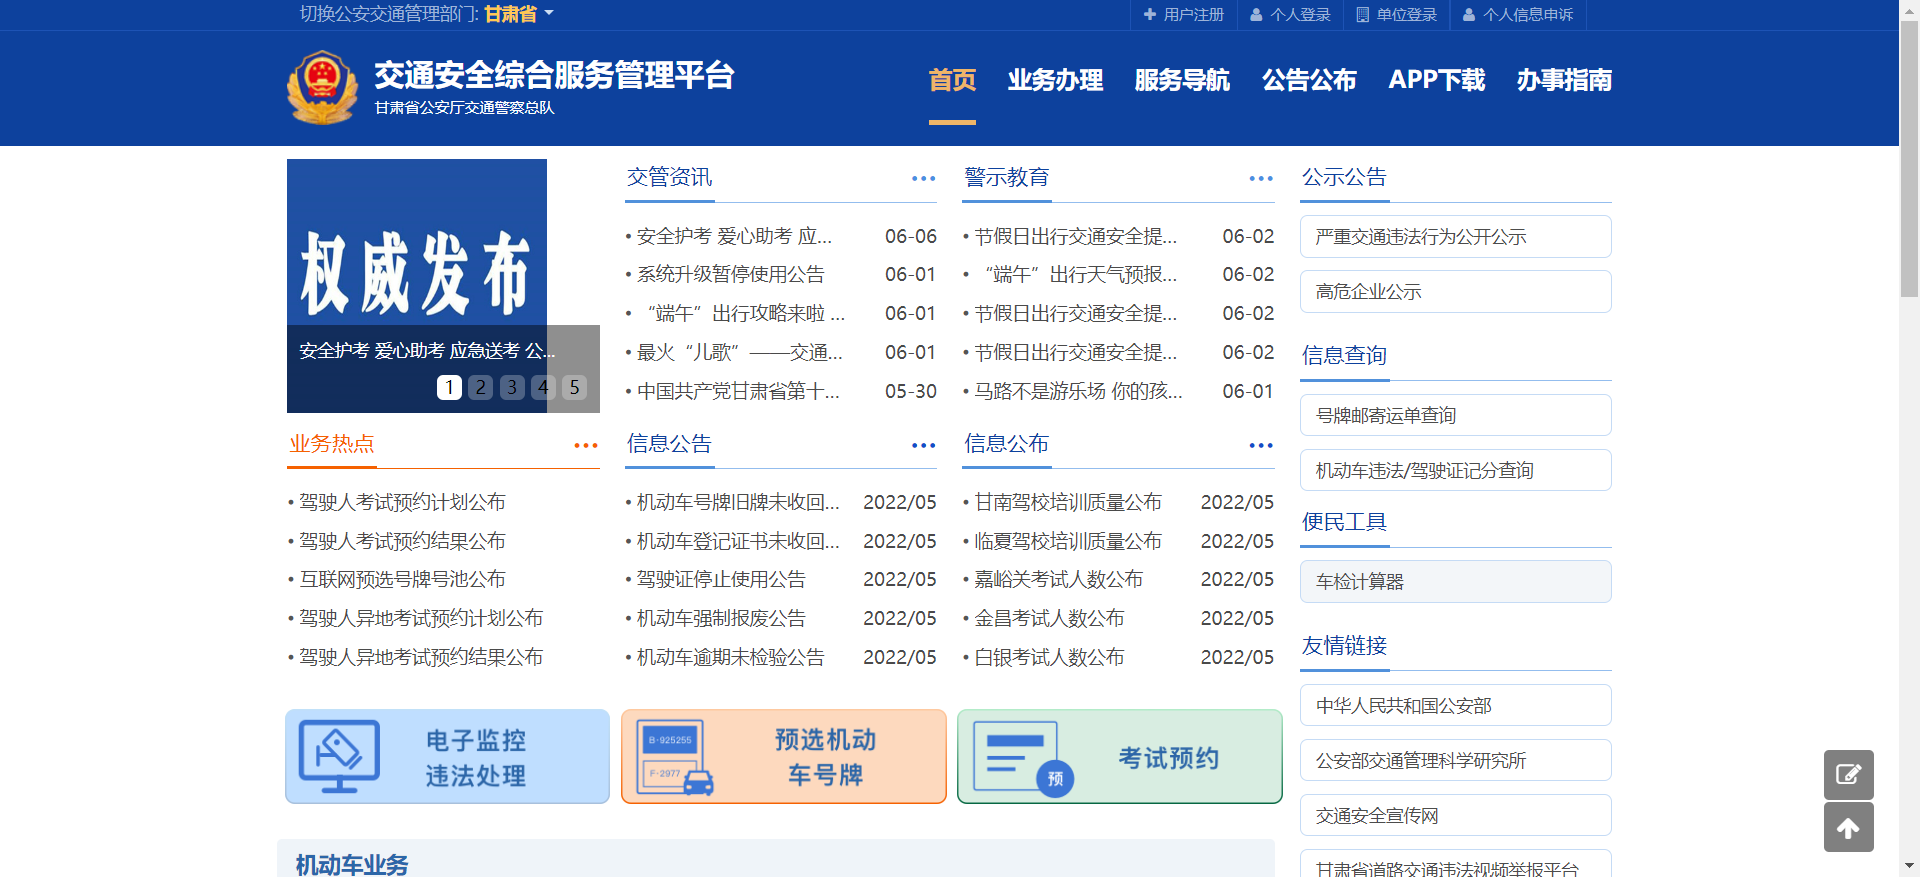 切换公安交通管理部门: 甘肃省
用户注册 个人登录 单位登录 个人信息申诉
交通安全综合服务管理平台
甘肃省公安厅交通警察总队
首页 业务办理 服务导航 公告公布 APP下载 办事指南
权威发布
安全护考 爱心助考 应急送考 公...
1 2 3 4 5
交管资讯 •••
• 安全护考 爱心助考 应... 06-06
• 系统升级暂停使用公告 06-01
• “端午”出行攻略来啦 ... 06-01
• 最火“儿歌”——交通... 06-01
• 中国共产党甘肃省第十... 05-30
警示教育 •••
• 节假日出行交通安全提... 06-02
• “端午”出行天气预报... 06-02
• 节假日出行交通安全提... 06-02
• 节假日出行交通安全提... 06-02
• 马路不是游乐场 你的孩... 06-01
公示公告
严重交通违法行为公开公示
高危企业公示
信息查询
号牌邮寄运单查询
机动车违法/驾驶证记分查询
便民工具
车检计算器
友情链接
中华人民共和国公安部
公安部交通管理科学研究所
交通安全宣传网
甘肃省道路交通违法视频举报平台
业务热点 •••
• 驾驶人考试预约计划公布
• 驾驶人考试预约结果公布
• 互联网预选号牌号池公布
• 驾驶人异地考试预约计划公布
• 驾驶人异地考试预约结果公布
信息公告 •••
• 机动车号牌旧牌未收回... 2022/05
• 机动车登记证书未收回... 2022/05
• 驾驶证停止使用公告 2022/05
• 机动车强制报废公告 2022/05
• 机动车逾期未检验公告 2022/05
信息公布 •••
• 甘南驾校培训质量公布 2022/05
• 临夏驾校培训质量公布 2022/05
• 嘉峪关考试人数公布 2022/05
• 金昌考试人数公布 2022/05
• 白银考试人数公布 2022/05
电子监控
违法处理
B-925255
F-2977
预选机动
车号牌
预
考试预约
机动车业务